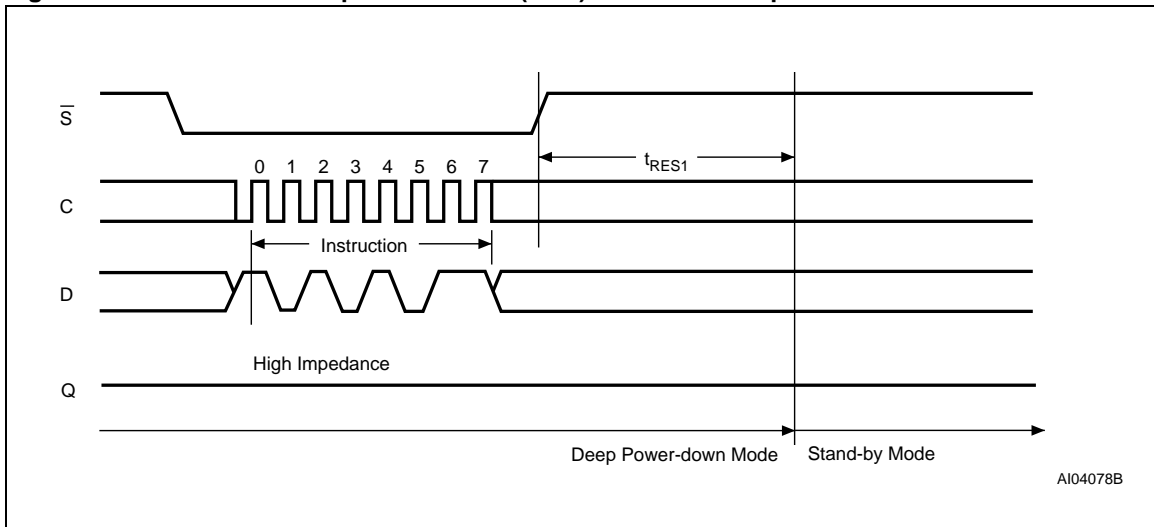 S̅
0 1 2 3 4 5 6 7
tRES1
C
Instruction
D
High Impedance
Q
Deep Power-down Mode
Stand-by Mode
AI04078B